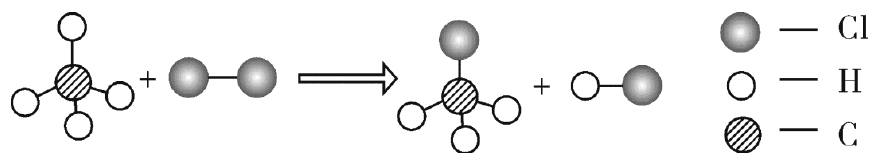 +
+
— Cl
— H
— C